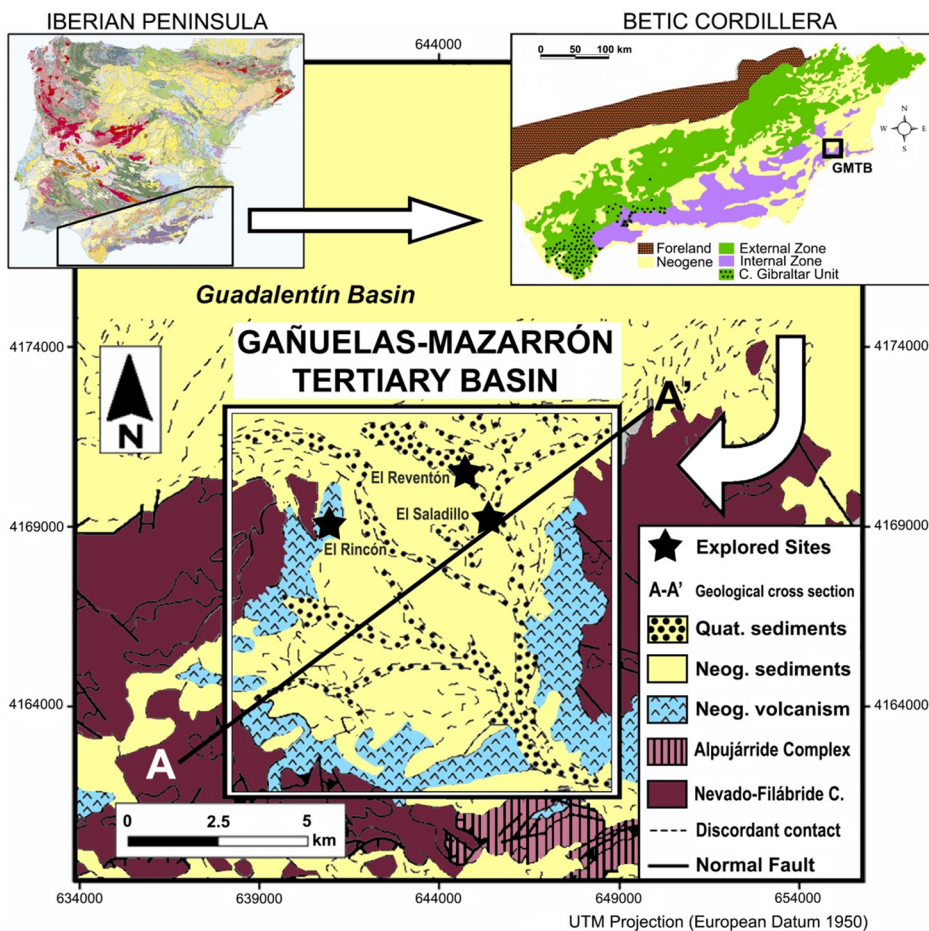 IBERIAN PENINSULA
BETIC CORDILLERA
644000
0 50 100 km
N
W E
S
GMTB
Foreland
External Zone
Neogene
Internal Zone
C. Gibraltar Unit
Guadalentín Basin
4174000
4174000
GAÑUELAS-MAZARRÓN
TERTIARY BASIN
A'
N
El Reventón
El Saladillo
El Rincón
4169000
4169000
Explored Sites
A-A' Geological cross section
Quat. sediments
Neog. sediments
Neog. volcanism
Alpujárride Complex
Nevado-Filábride C.
Discordant contact
Normal Fault
4164000
4164000
A
0 2.5 5
km
634000 639000 644000 649000 654000
UTM Projection (European Datum 1950)